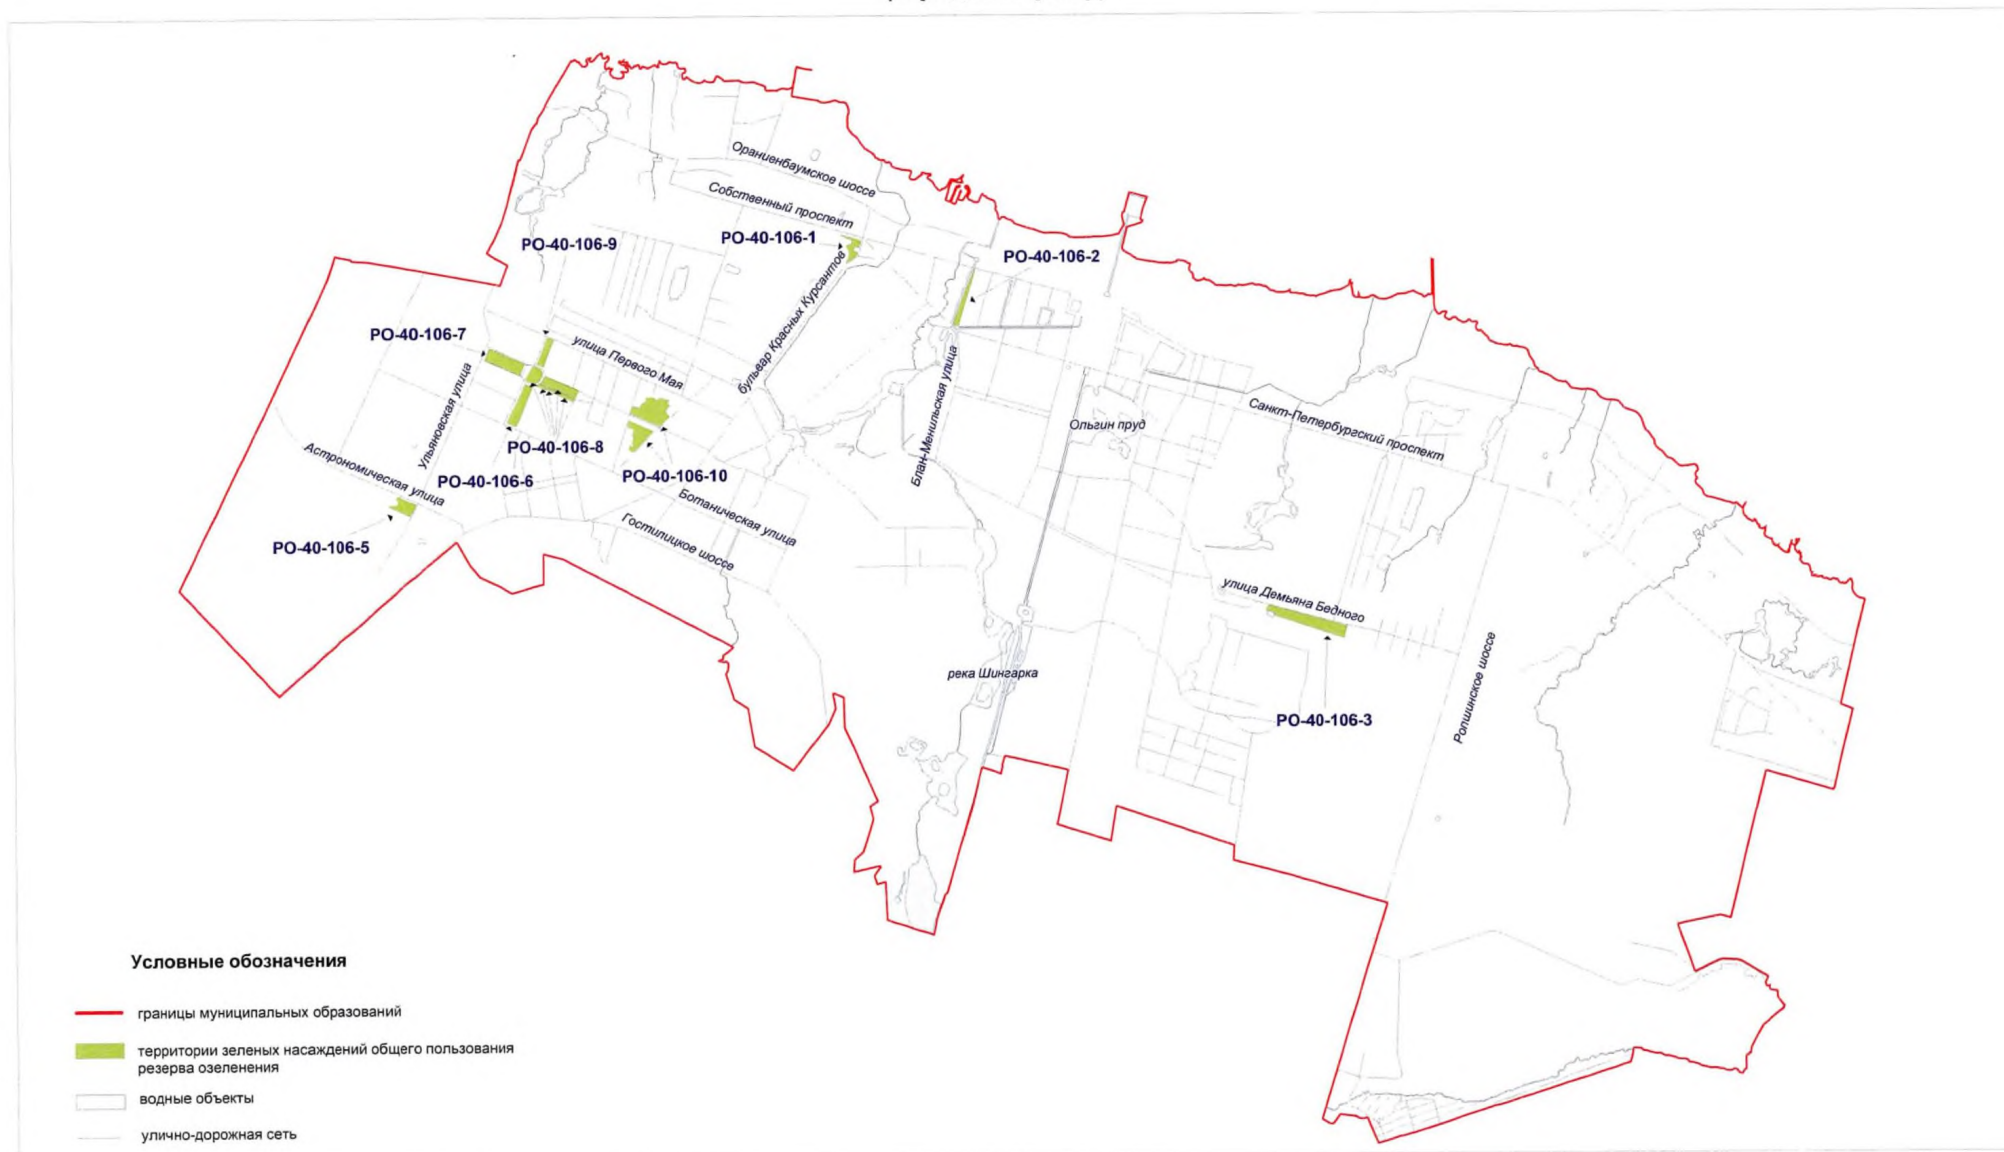 Ораниенбаумское шоссе
Собственный проспект
РО-40-106-9
РО-40-106-1
РО-40-106-2
бульвар Красных Курсантов
РО-40-106-7
улица Первого Мая
Ульяновская улица
Блан-Менильская улица
Ольгин пруд
Санкт-Петербургский проспект
РО-40-106-8
Астрономическая улица
РО-40-106-6
РО-40-106-10
Ботаническая улица
Гостилицкое шоссе
РО-40-106-5
улица Демьяна Бедного
река Шингарка
Ропшинское шоссе
РО-40-106-3
Условные обозначения
границы муниципальных образований
территории зеленых насаждений общего пользования
резерва озеленения
водные объекты
улично-дорожная сеть